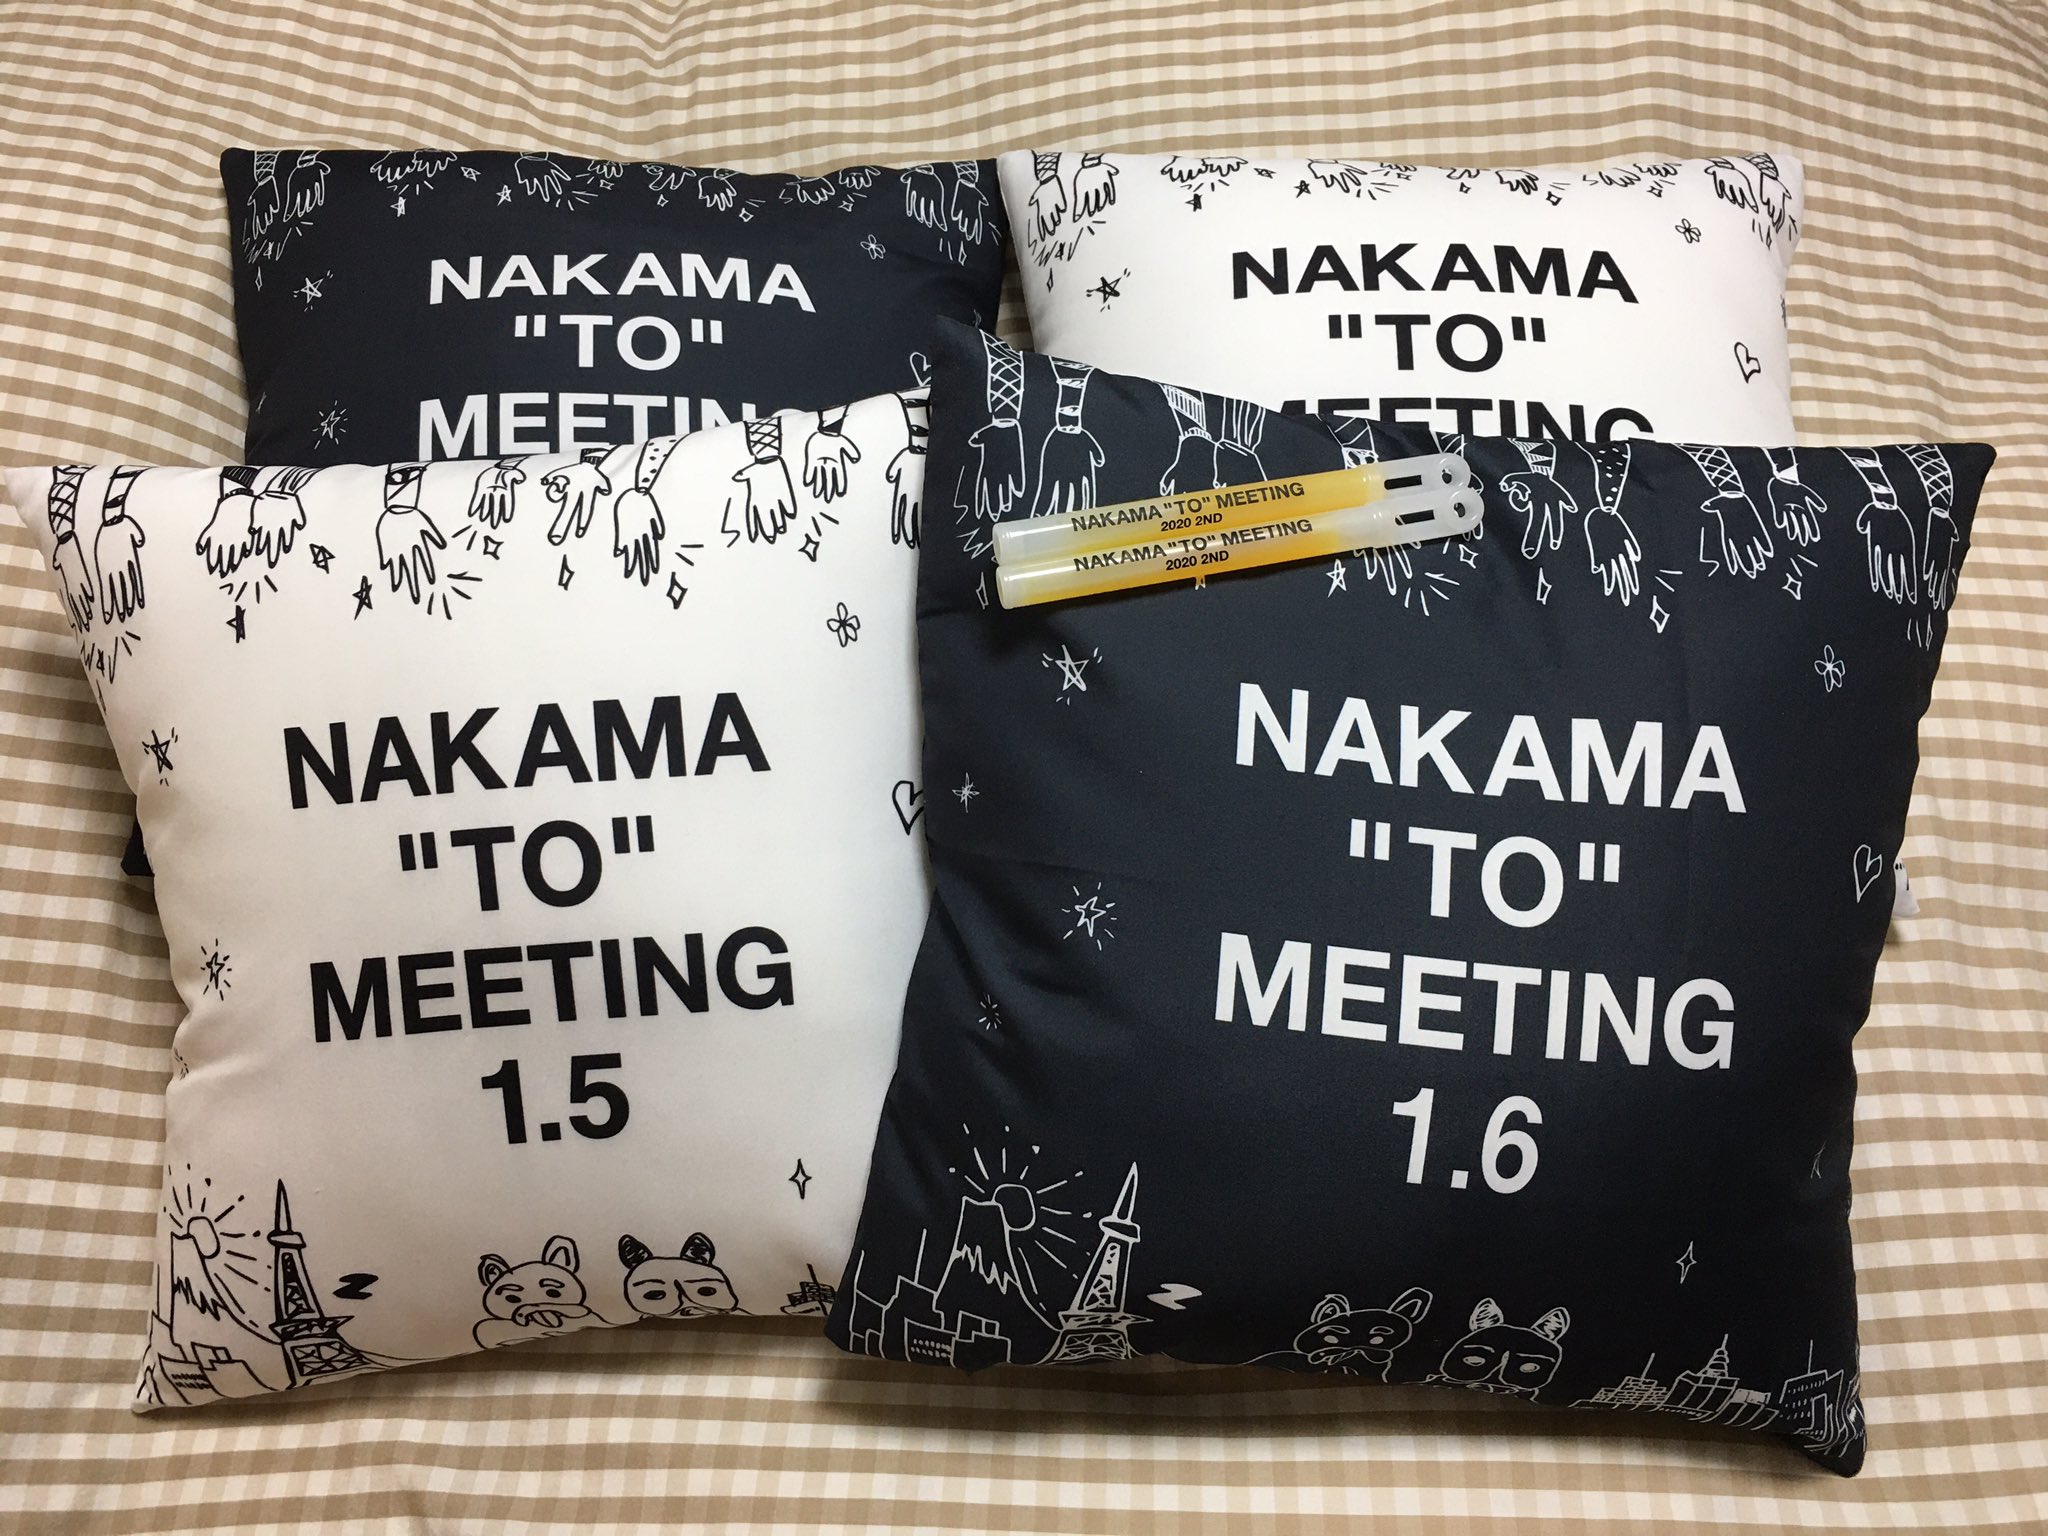 NAKAMA
"TO"
MEETIN
NAKAMA
"TO"
MEETING
NAKAMA "TO" MEETING
2020 2ND
NAKAMA "TO" MEETING
2020 2ND
NAKAMA
"TO"
MEETING
1.5
NAKAMA
"TO"
MEETING
1.6